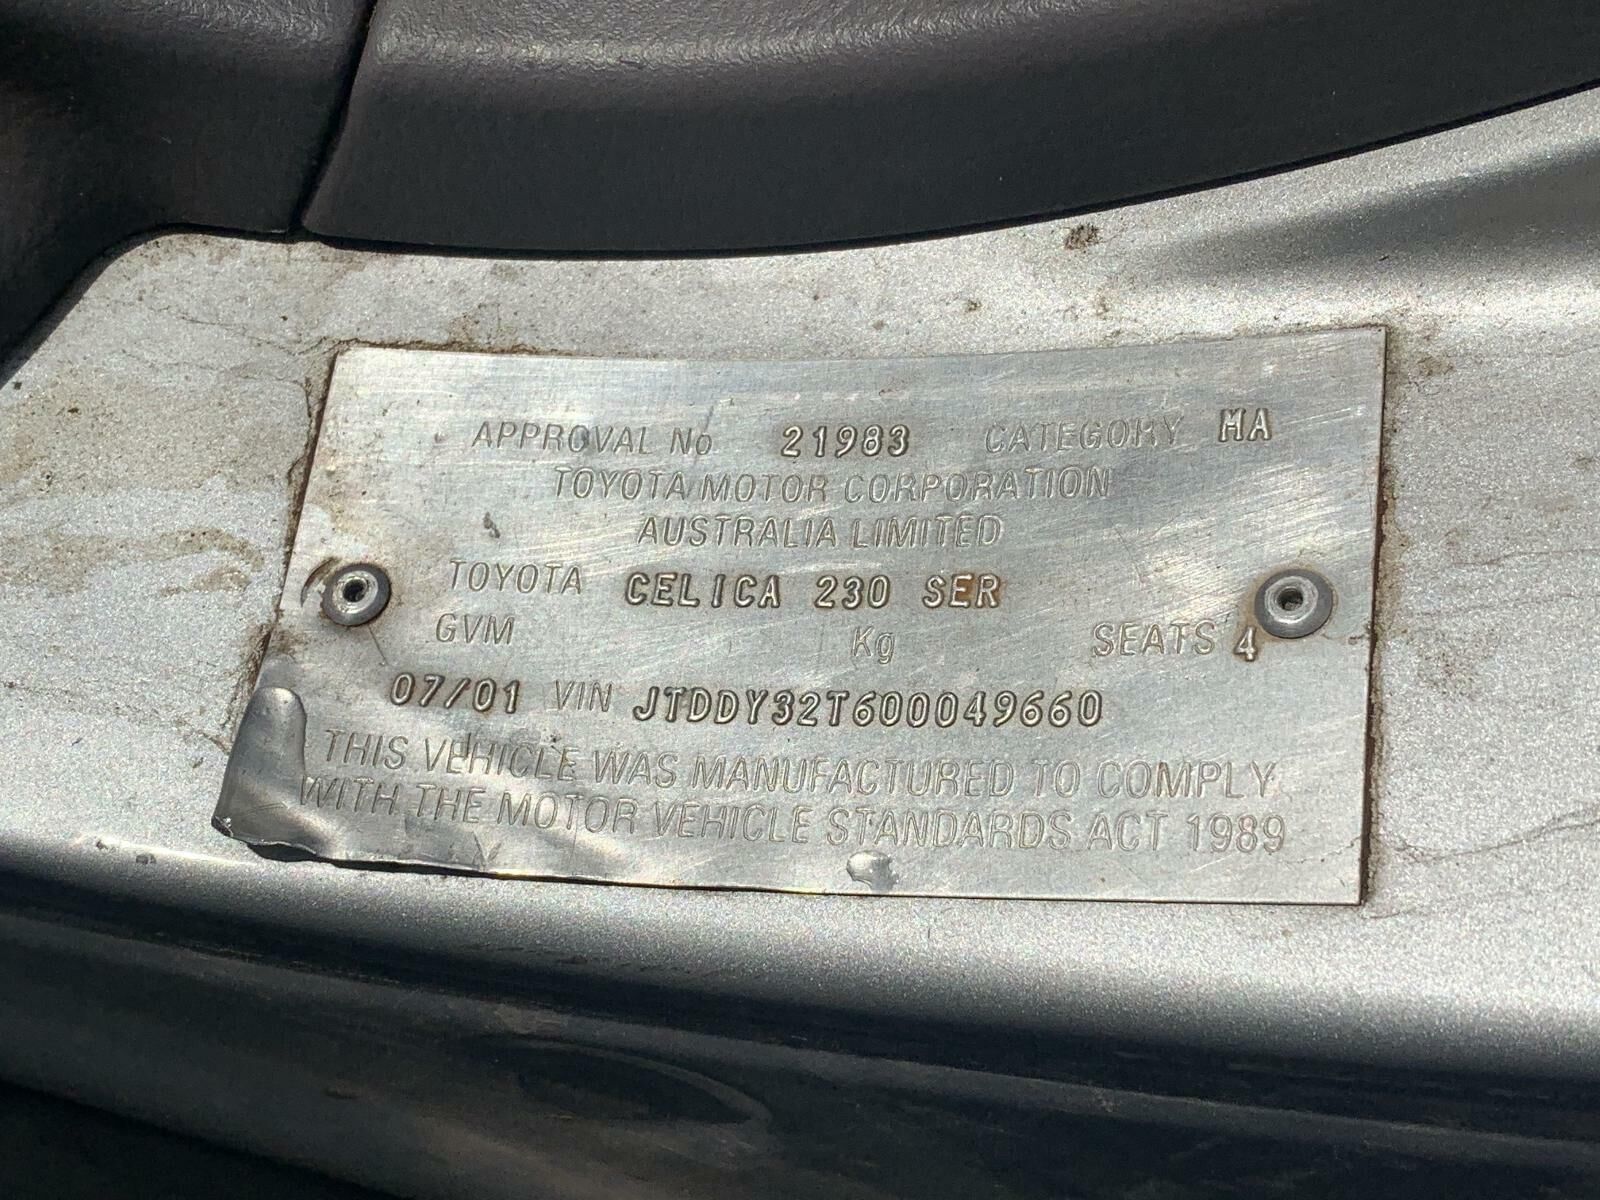 APPROVAL No 21983 CATEGORY MA
TOYOTA MOTOR CORPORATION
AUSTRALIA LIMITED
TOYOTA CELICA 230 SER
GVM Kg SEATS 4
07/01 VIN JTDDY32T600049660
THIS VEHICLE WAS MANUFACTURED TO COMPLY
WITH THE MOTOR VEHICLE STANDARDS ACT 1989